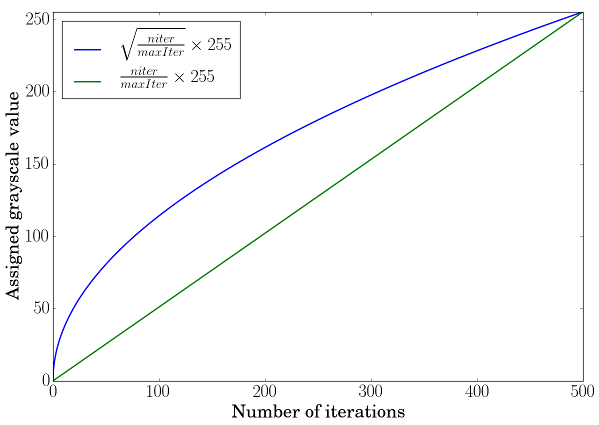 250
200
150
100
50
0
Assigned grayscale value
√(niter/maxIter) × 255
niter/maxIter × 255
0 100 200 300 400 500
Number of iterations